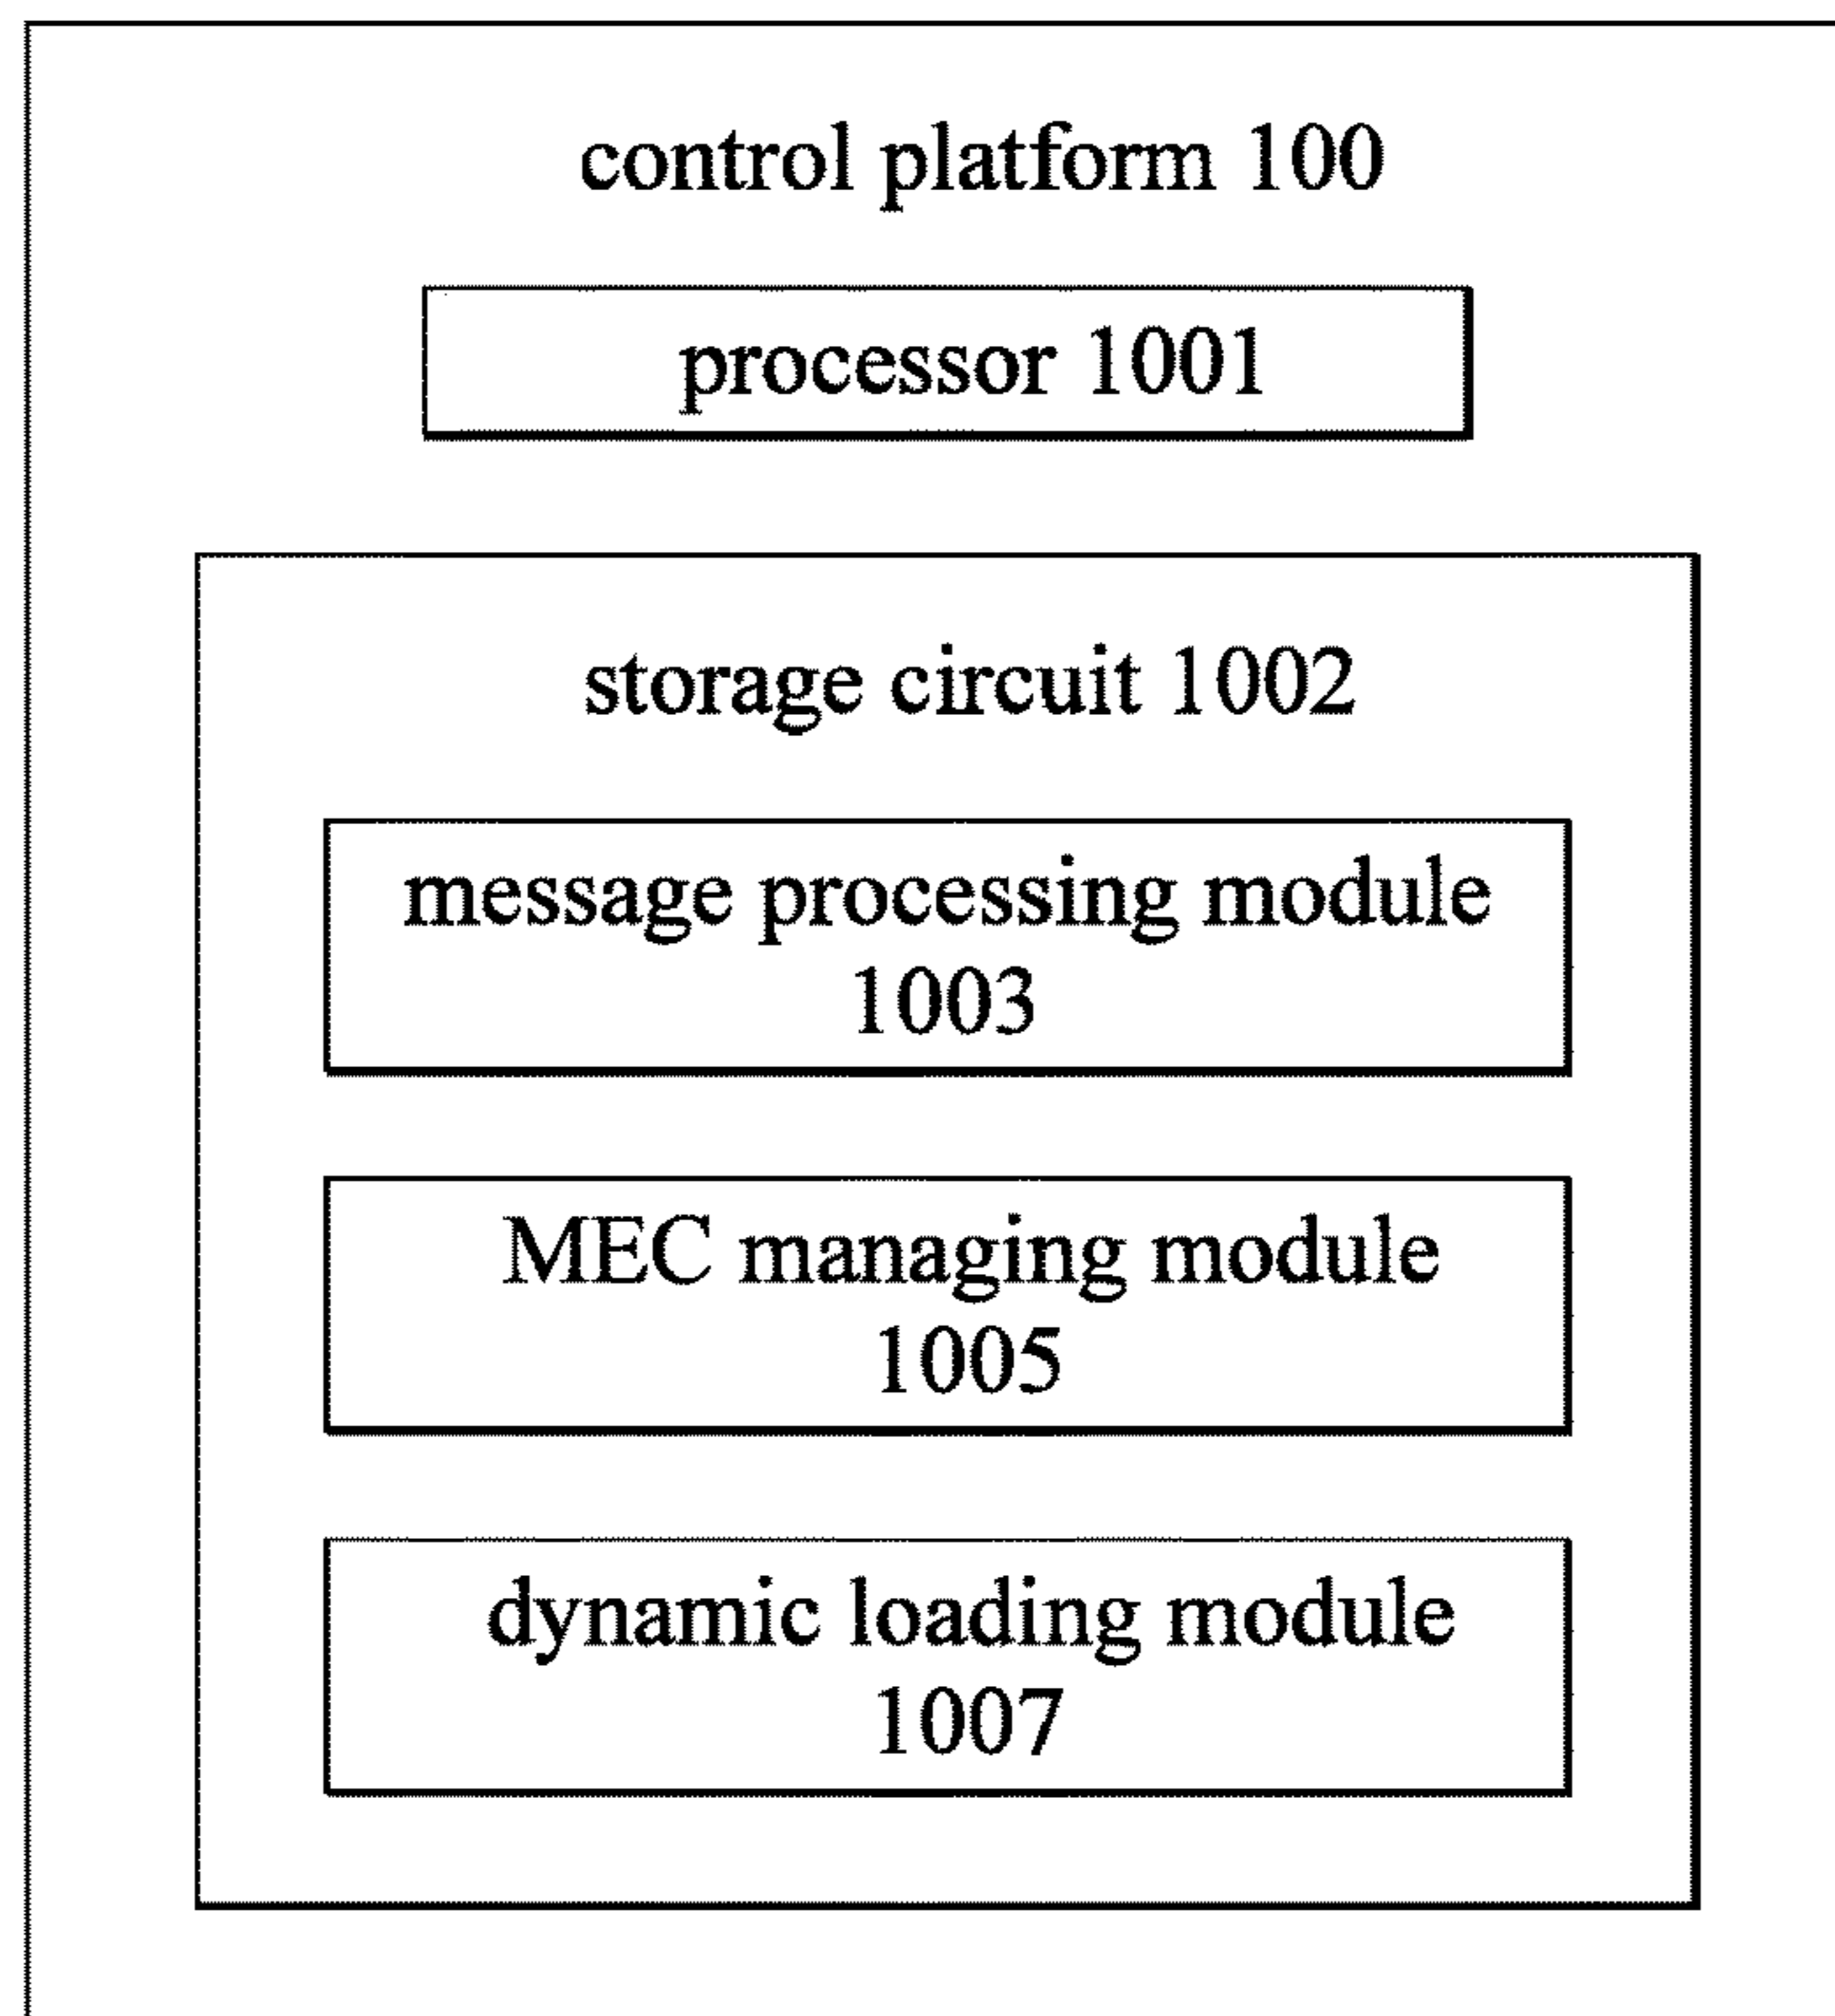 control platform 100
processor 1001
storage circuit 1002
message processing module
1003
MEC managing module
1005
dynamic loading module
1007